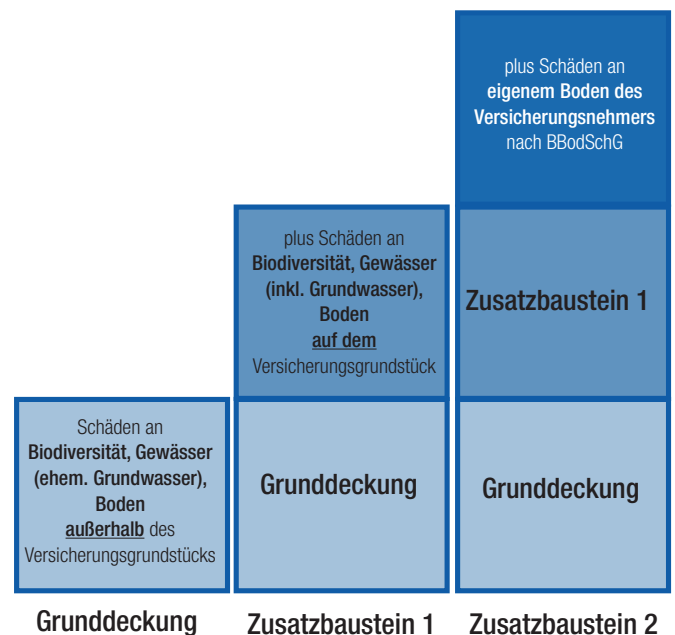 plus Schäden an
eigenem Boden des
Versicherungsnehmers
nach BBodSchG
plus Schäden an
Biodiversität, Gewässer
(inkl. Grundwasser),
Boden
auf dem
Versicherungsgrundstück
Zusatzbaustein 1
Schäden an
Biodiversität, Gewässer
(ehem. Grundwasser),
Boden
außerhalb des
Versicherungsgrundstücks
Grunddeckung
Grunddeckung
Grunddeckung
Zusatzbaustein 1
Zusatzbaustein 2